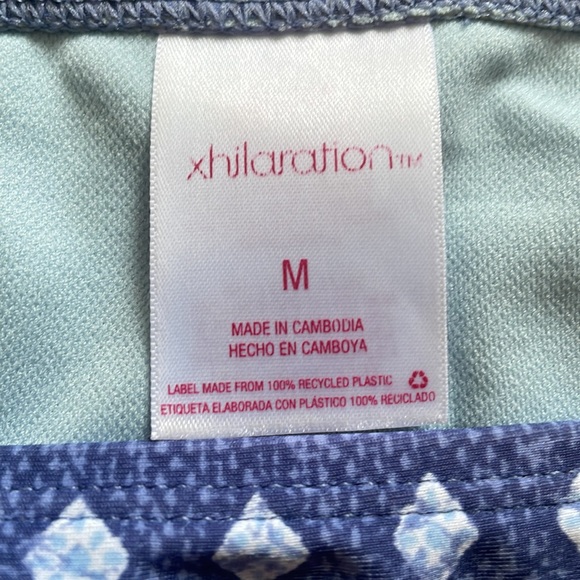 xhilaration™
M
MADE IN CAMBODIA
HECHO EN CAMBOYA
LABEL MADE FROM 100% RECYCLED PLASTIC
ETIQUETA ELABORADA CON PLÁSTICO 100% RECICLADO